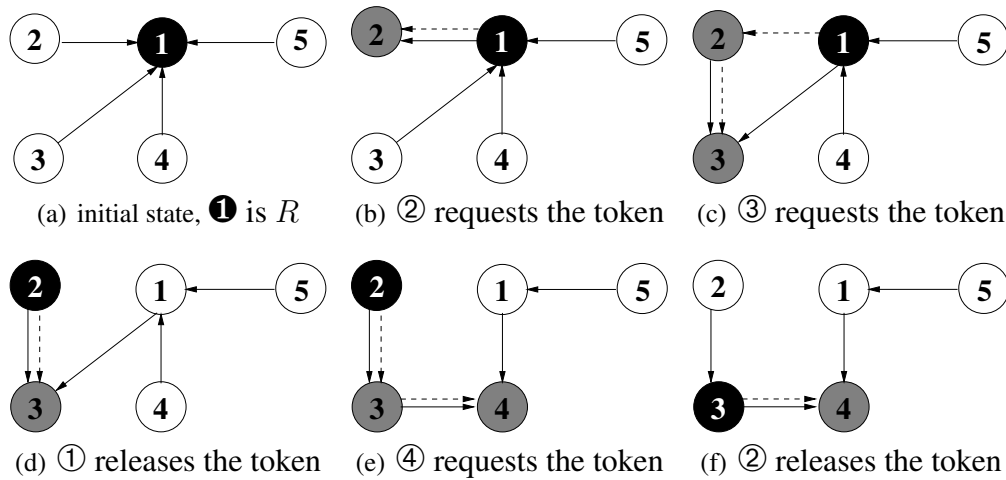 2 1 5
3 4
(a) initial state, ❶ is R
2 1 5
3 4
(b) ② requests the token
2 1 5
3 4
(c) ③ requests the token
2 1 5
3 4
(d) ① releases the token
2 1 5
3 4
(e) ④ requests the token
2 1 5
3 4
(f) ② releases the token